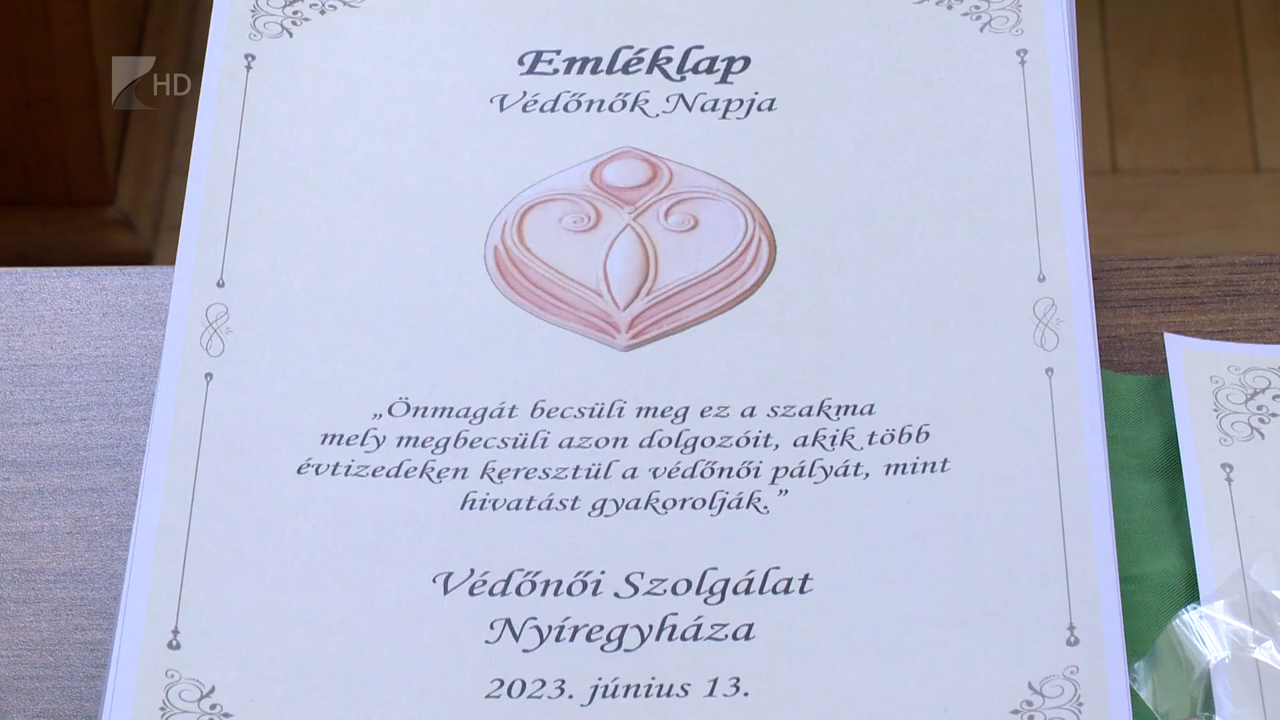 HD
Emléklap
Védőnők Napja
„Önmagát becsüli meg ez a szakma
mely megbecsüli azon dolgozóit, akik több
évtizedeken keresztül a védőnői pályát, mint
hivatást gyakorolják.”
Védőnői Szolgálat
Nyíregyháza
2023. június 13.